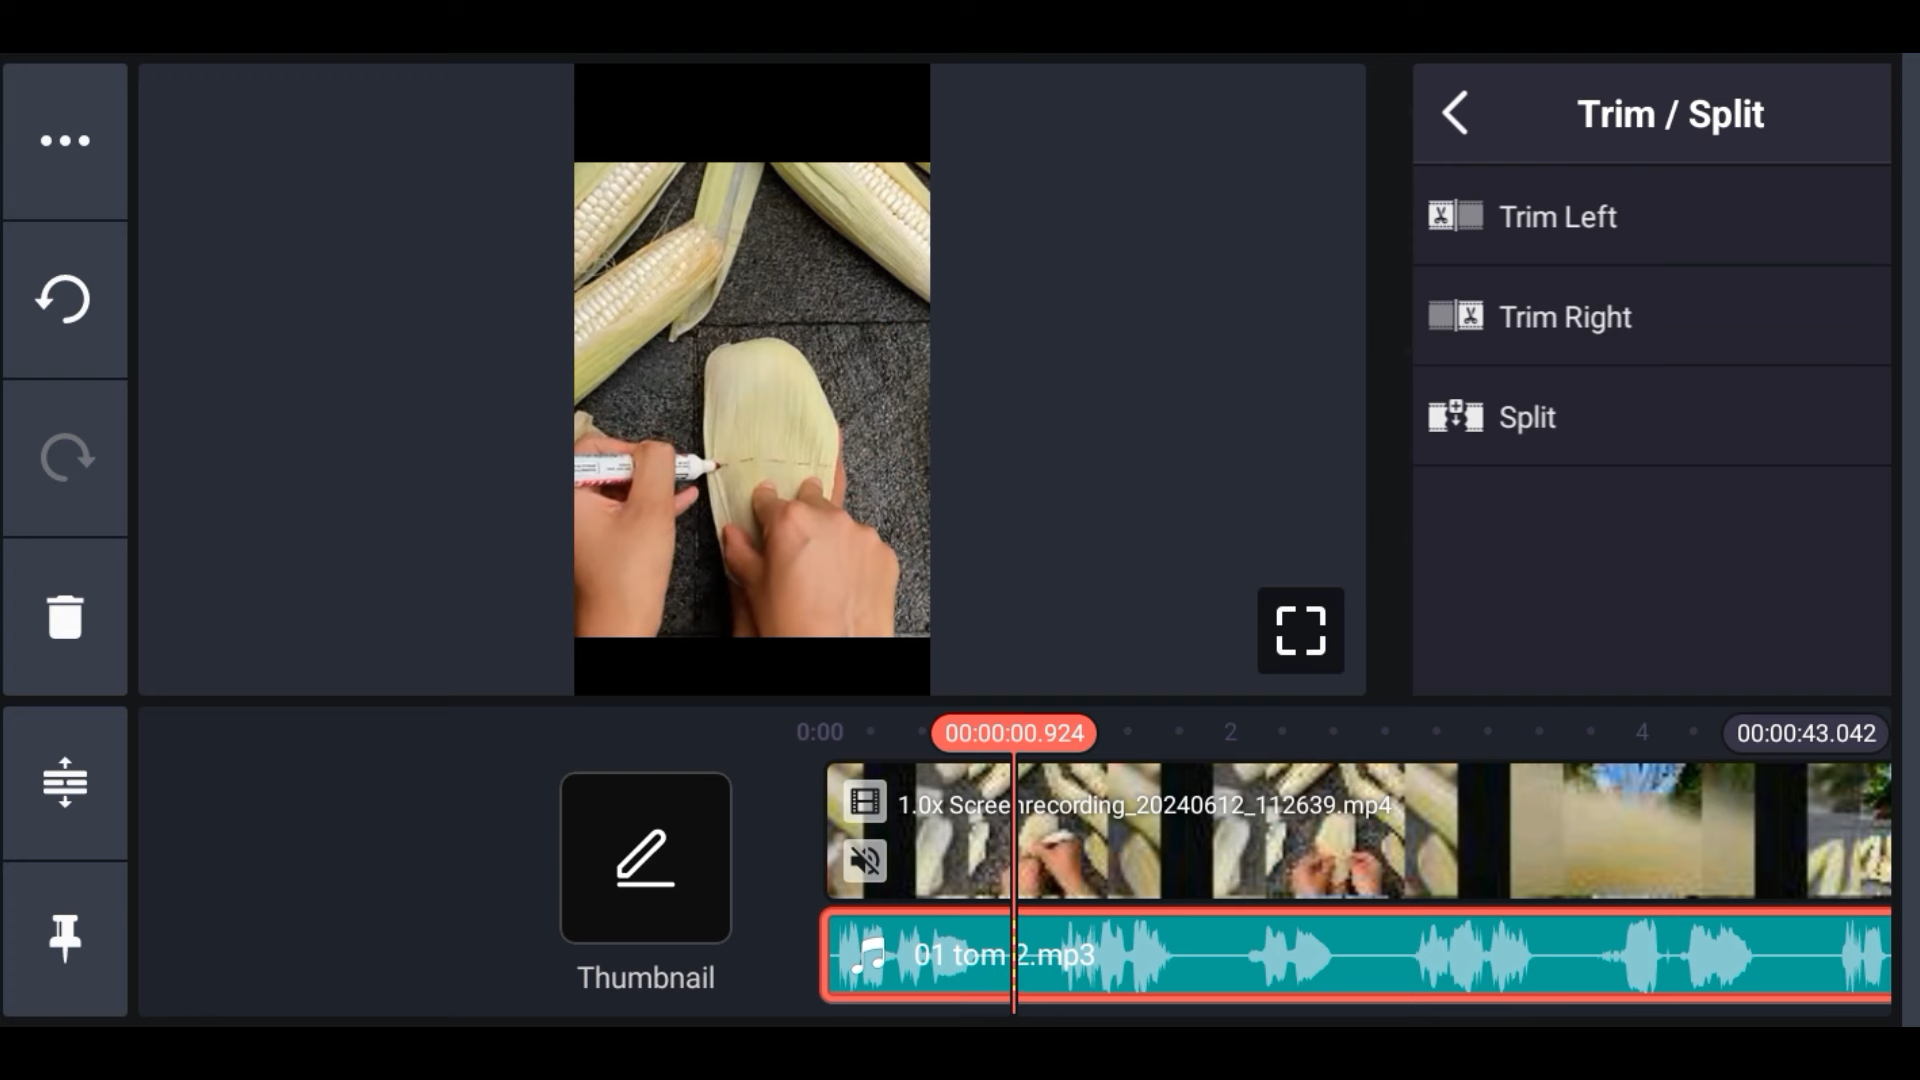 Trim / Split
Trim Left
Trim Right
Split
0:00
00:00:00.924
2
4
00:00:43.042
1.0x Screenrecording_20240612_112639.mp4
01 tom 2.mp3
Thumbnail